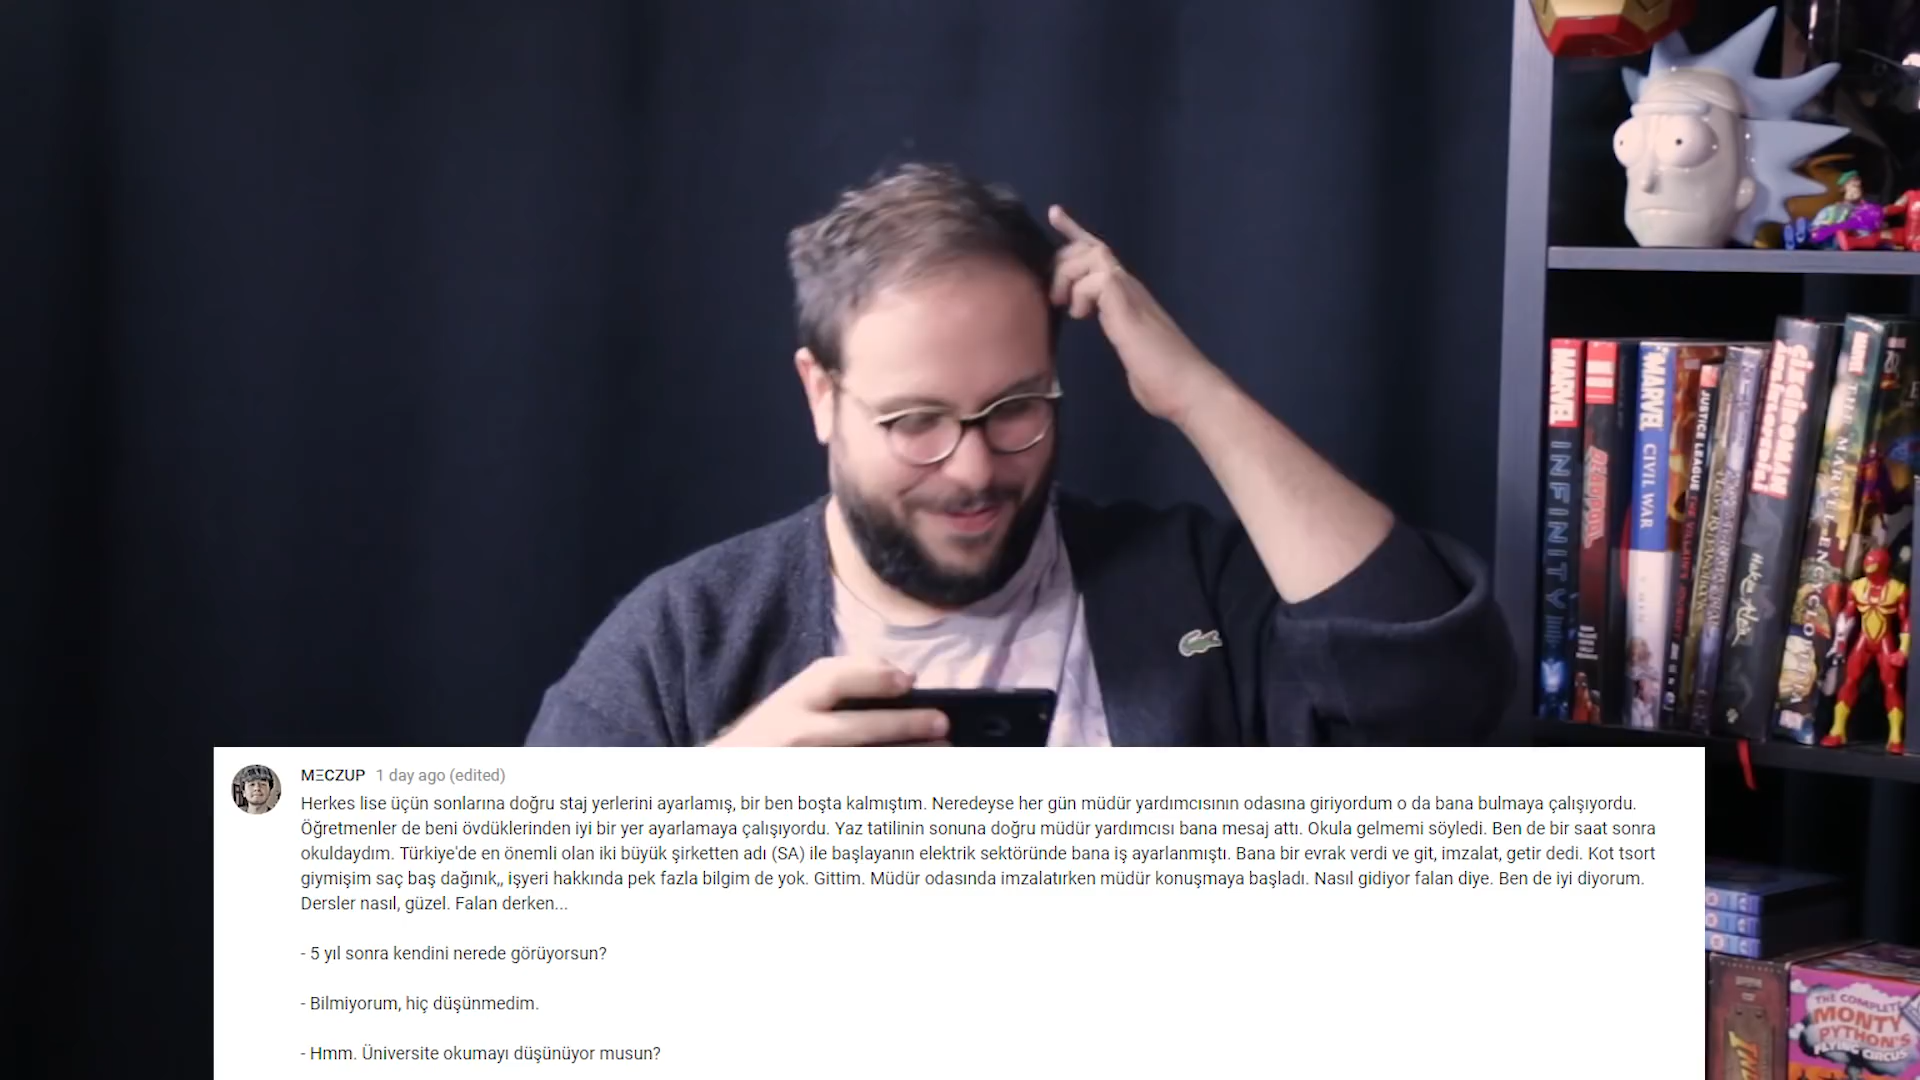 MARVEL
INFINITY
DEADPOOL
MARVEL
CIVIL WAR
JUSTICE LEAGUE
THE MARVEL ENCYCLOPEDIA
THE COMPLETE
MONTY
PYTHON'S
FLYING CIRCUS
MΞCZUP 1 day ago (edited)
Herkes lise üçün sonlarına doğru staj yerlerini ayarlamış, bir ben boşta kalmıştım. Neredeyse her gün müdür yardımcısının odasına giriyordum o da bana bulmaya çalışıyordu.
Öğretmenler de beni övdüklerinden iyi bir yer ayarlamaya çalışıyordu. Yaz tatilinin sonuna doğru müdür yardımcısı bana mesaj attı. Okula gelmemi söyledi. Ben de bir saat sonra
okuldaydım. Türkiye'de en önemli olan iki büyük şirketten adı (SA) ile başlayanın elektrik sektöründe bana iş ayarlanmıştı. Bana bir evrak verdi ve git, imzalat, getir dedi. Kot tsort
giymişim saç baş dağınık,, işyeri hakkında pek fazla bilgim de yok. Gittim. Müdür odasında imzalatırken müdür konuşmaya başladı. Nasıl gidiyor falan diye. Ben de iyi diyorum.
Dersler nasıl, güzel. Falan derken...
- 5 yıl sonra kendini nerede görüyorsun?
- Bilmiyorum, hiç düşünmedim.
- Hmm. Üniversite okumayı düşünüyor musun?